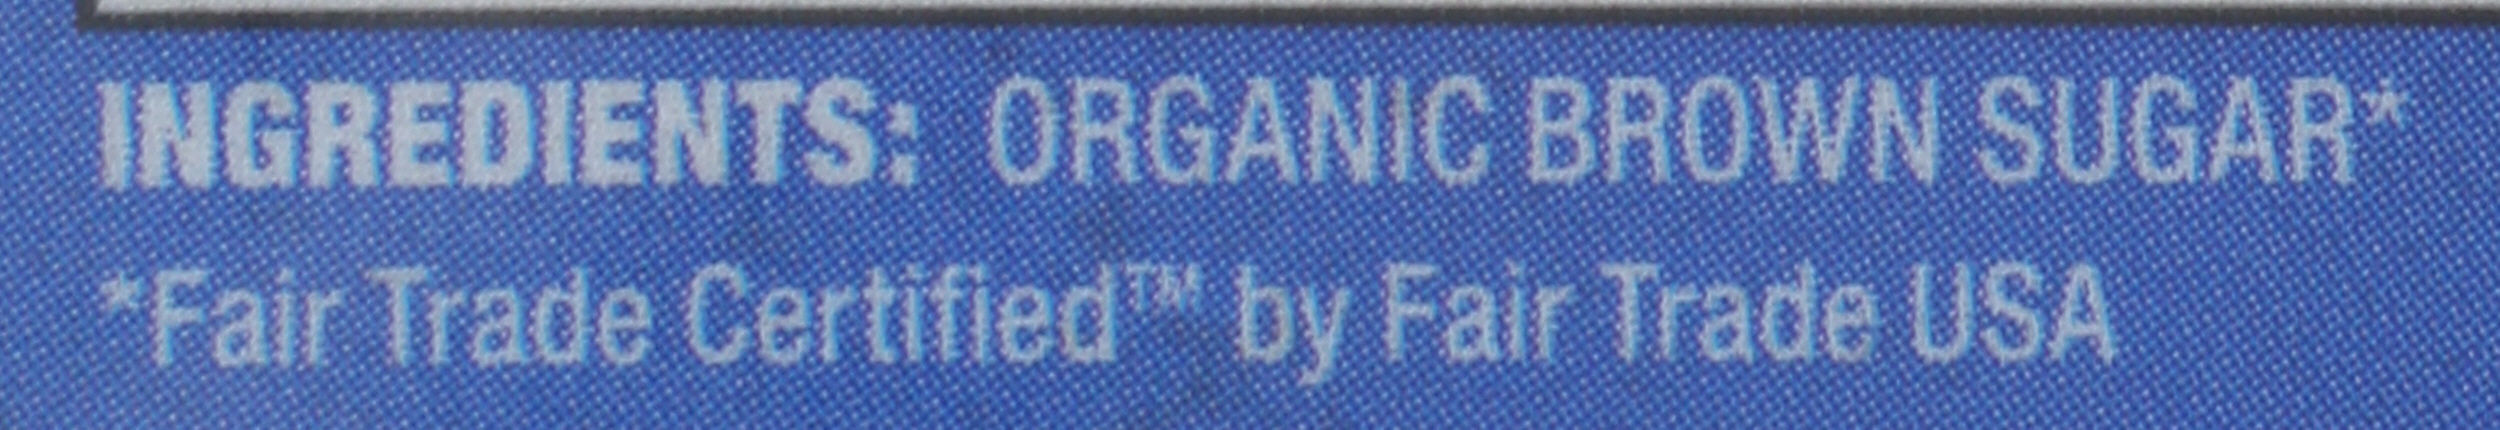 INGREDIENTS: ORGANIC BROWN SUGAR*
*Fair Trade Certified™ by Fair Trade USA